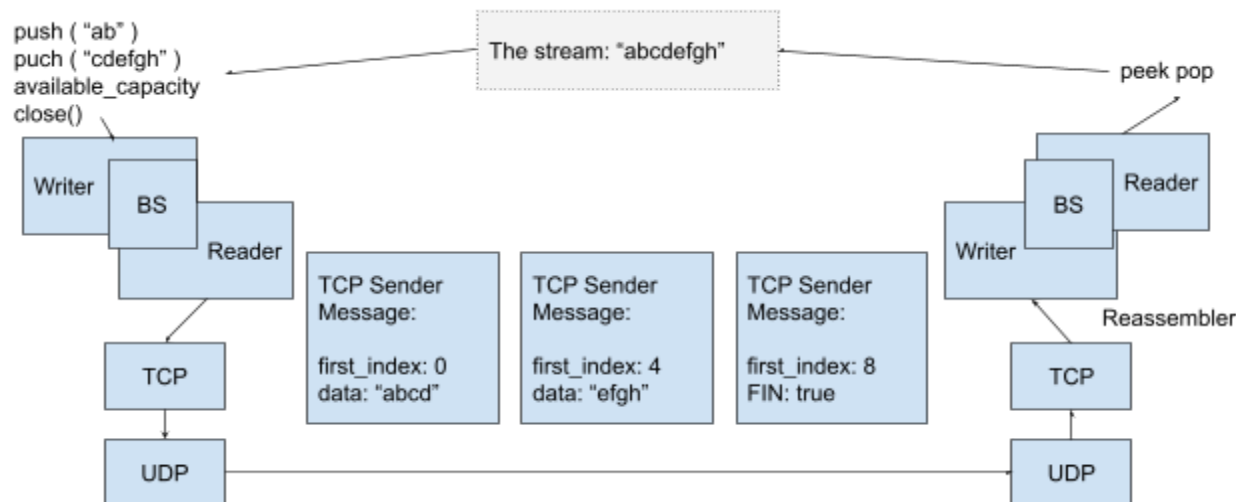 push ( “ab” )
puch ( “cdefgh” )
available_capacity
close()
The stream: “abcdefgh”
peek pop
Writer
BS
Reader
BS
Reader
Writer
TCP Sender
Message:
first_index: 0
data: “abcd”
TCP Sender
Message:
first_index: 4
data: “efgh”
TCP Sender
Message:
first_index: 8
FIN: true
Reassembler
TCP
TCP
UDP
UDP